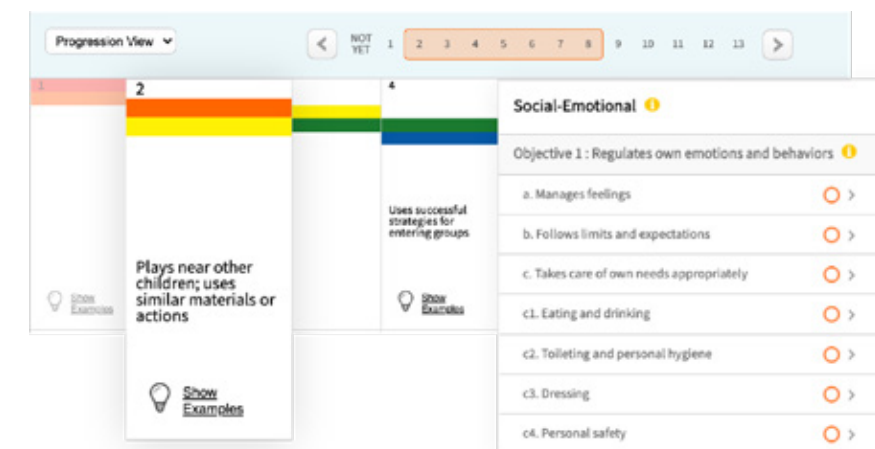 Progression View
NOT
YET
1 2 3 4 5 6 7 8 9 10 11 12 13
1
2
4
Show
Examples
Plays near other
children; uses
similar materials or
actions
Show
Examples
Uses successful
strategies for
entering groups
Show
Examples
Social-Emotional
Objective 1 : Regulates own emotions and behaviors
a. Manages feelings
b. Follows limits and expectations
c. Takes care of own needs appropriately
c1. Eating and drinking
c2. Toileting and personal hygiene
c3. Dressing
c4. Personal safety